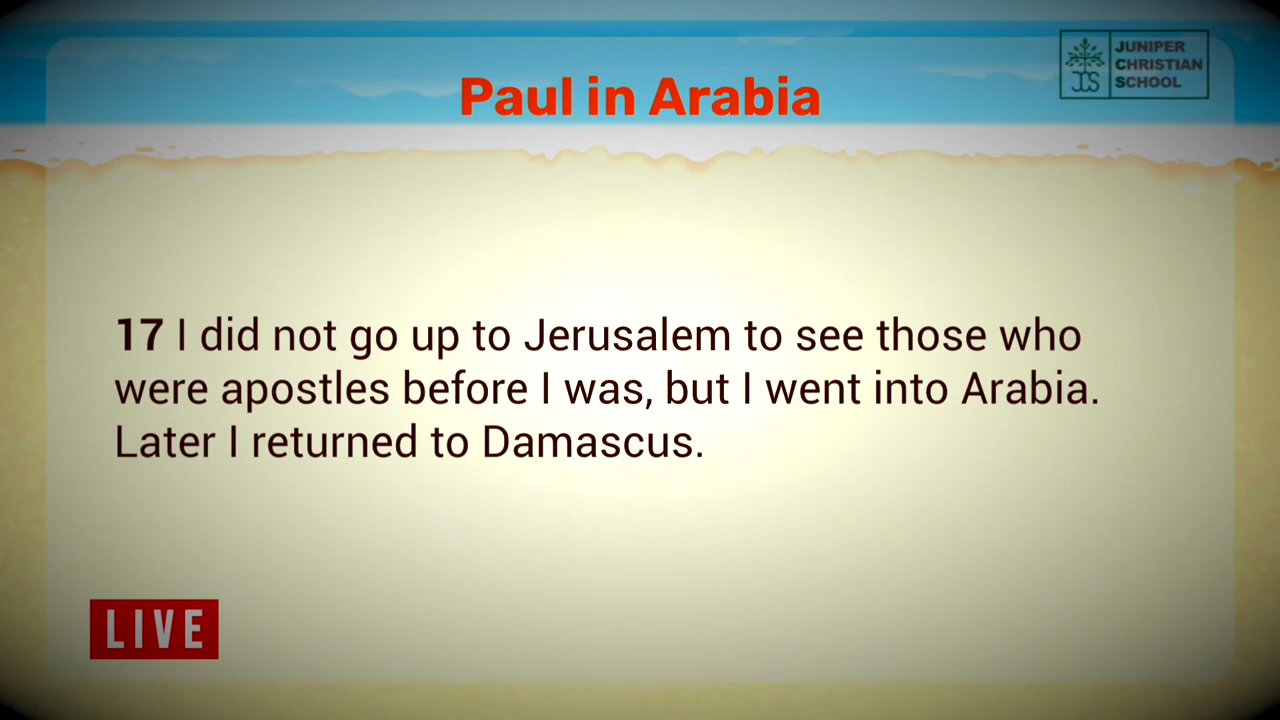 Paul in Arabia
JUNIPER
CHRISTIAN
SCHOOL
JCS
17 I did not go up to Jerusalem to see those who
were apostles before I was, but I went into Arabia.
Later I returned to Damascus.
LIVE